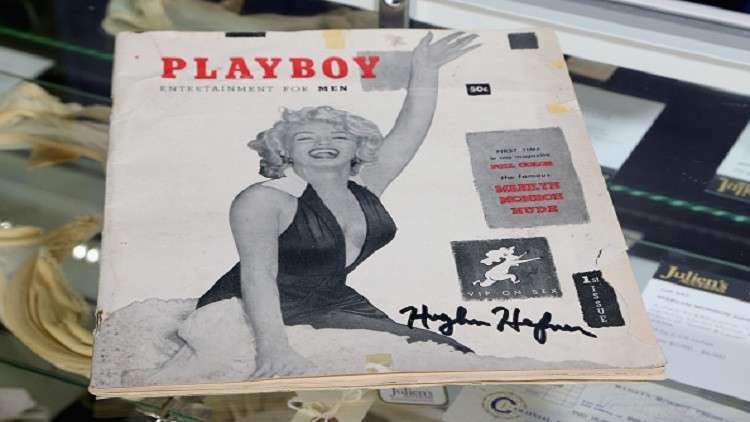 PLAYBOY
ENTERTAINMENT FOR MEN
50¢
FIRST TIME
in any magazine
FULL COLOR
the famous
MARILYN
MONROE
NUDE
VIP ON SEX
1st ISSUE
Hugh M Hefner
Julien's
Julien's